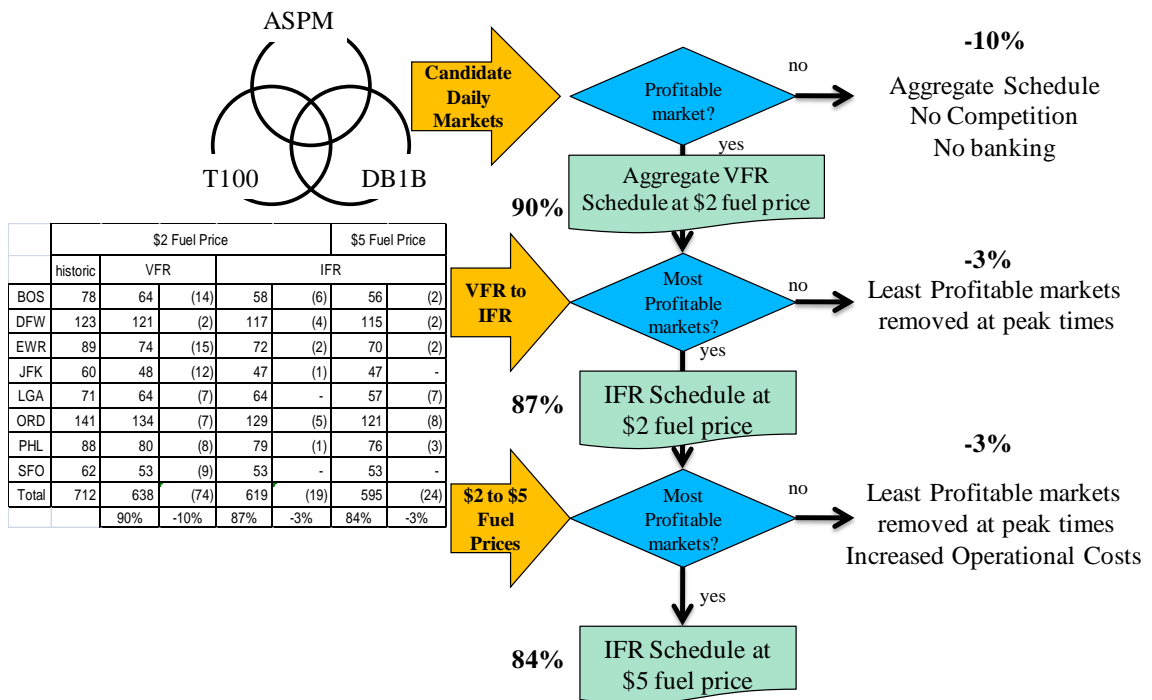 ASPM
T100
DB1B
Candidate
Daily
Markets
Profitable
market?
no
yes
-10%
Aggregate Schedule
No Competition
No banking
Aggregate VFR
Schedule at $2 fuel price
90%
$2 Fuel Price $5 Fuel Price
historic VFR IFR
BOS 78 64 (14) 58 (6) 56 (2)
DFW 123 121 (2) 117 (4) 115 (2)
EWR 89 74 (15) 72 (2) 70 (2)
JFK 60 48 (12) 47 (1) 47 -
LGA 71 64 (7) 64 - 57 (7)
ORD 141 134 (7) 129 (5) 121 (8)
PHL 88 80 (8) 79 (1) 76 (3)
SFO 62 53 (9) 53 - 53 -
Total 712 638 (74) 619 (19) 595 (24)
90% -10% 87% -3% 84% -3%
VFR to
IFR
Most
Profitable
markets?
no
yes
-3%
Least Profitable markets
removed at peak times
87%
IFR Schedule at
$2 fuel price
$2 to $5
Fuel
Prices
Most
Profitable
markets?
no
yes
-3%
Least Profitable markets
removed at peak times
Increased Operational Costs
84%
IFR Schedule at
$5 fuel price